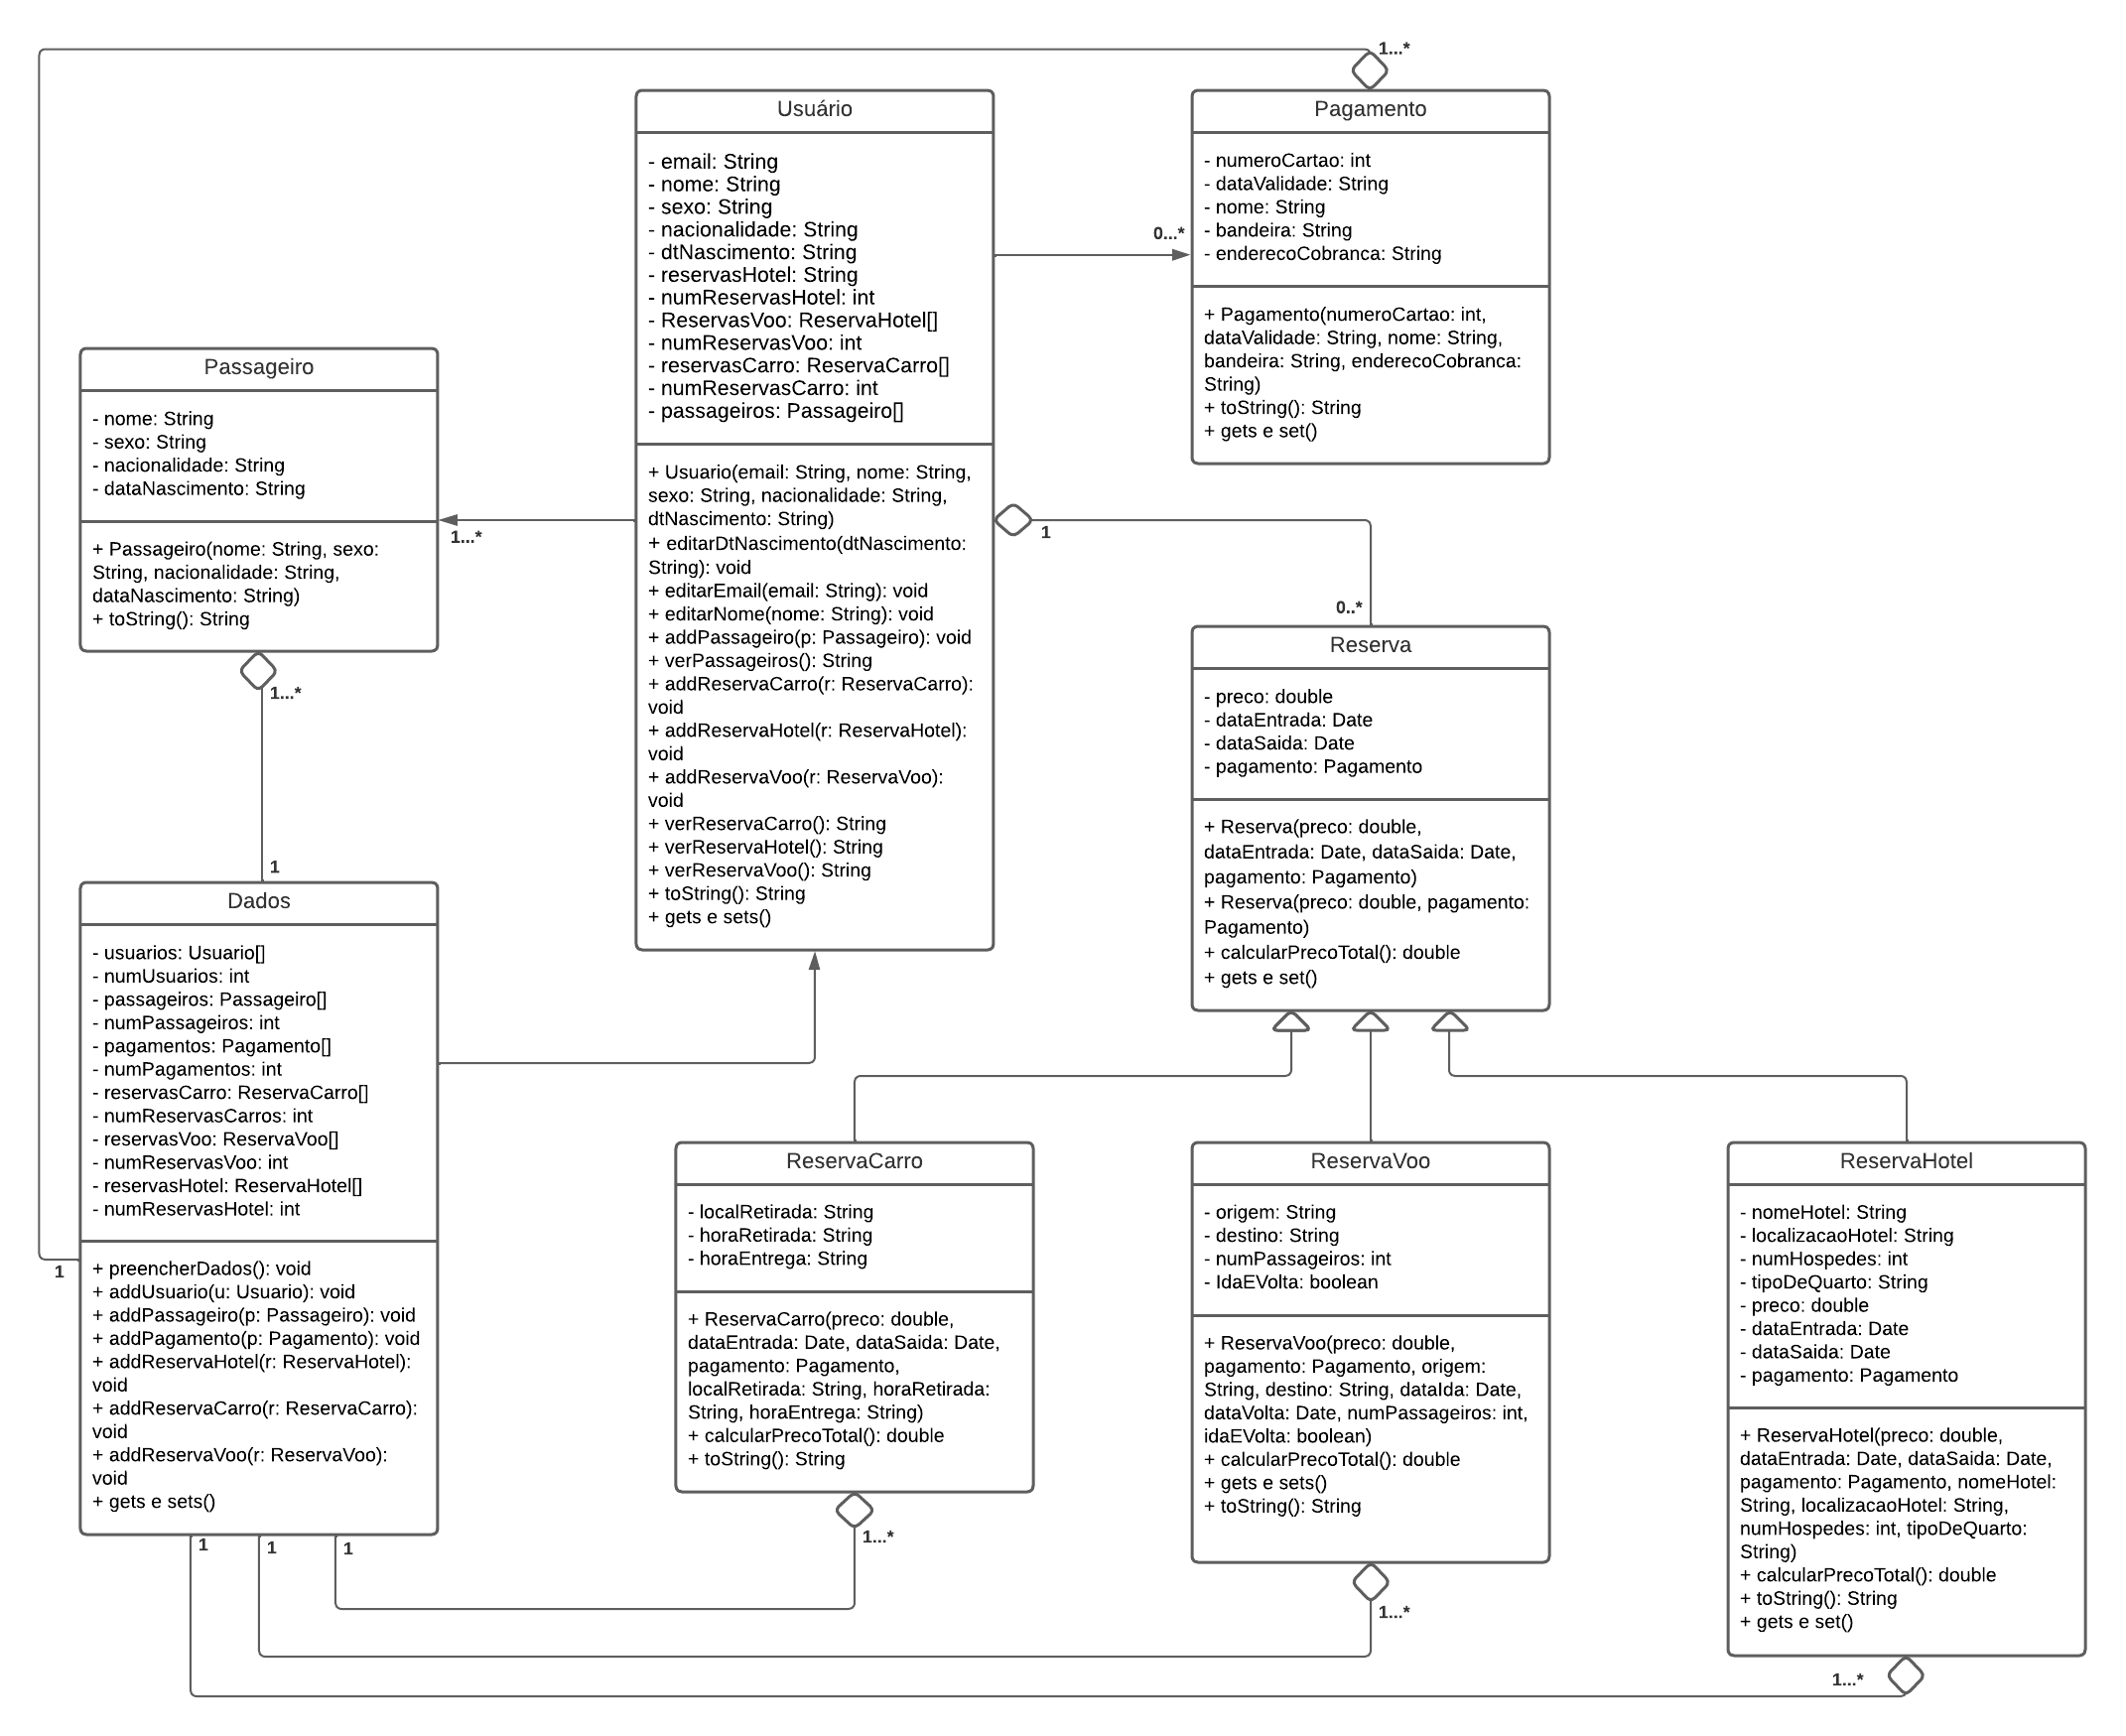 1...*
Usuário
- email: String
- nome: String
- sexo: String
- nacionalidade: String
- dtNascimento: String
- reservasHotel: String
- numReservasHotel: int
- ReservasVoo: ReservaHotel[]
- numReservasVoo: int
- reservasCarro: ReservaCarro[]
- numReservasCarro: int
- passageiros: Passageiro[]
+ Usuario(email: String, nome: String,
sexo: String, nacionalidade: String,
dtNascimento: String)
+ editarDtNascimento(dtNascimento:
String): void
+ editarEmail(email: String): void
+ editarNome(nome: String): void
+ addPassageiro(p: Passageiro): void
+ verPassageiros(): String
+ addReservaCarro(r: ReservaCarro):
void
+ addReservaHotel(r: ReservaHotel):
void
+ addReservaVoo(r: ReservaVoo):
void
+ verReservaCarro(): String
+ verReservaHotel(): String
+ verReservaVoo(): String
+ toString(): String
+ gets e sets()
0...*
Pagamento
- numeroCartao: int
- dataValidade: String
- nome: String
- bandeira: String
- enderecoCobranca: String
+ Pagamento(numeroCartao: int,
dataValidade: String, nome: String,
bandeira: String, enderecoCobranca:
String)
+ toString(): String
+ gets e set()
Passageiro
- nome: String
- sexo: String
- nacionalidade: String
- dataNascimento: String
+ Passageiro(nome: String, sexo:
String, nacionalidade: String,
dataNascimento: String)
+ toString(): String
1...*
1
1...*
1
0..*
Reserva
- preco: double
- dataEntrada: Date
- dataSaida: Date
- pagamento: Pagamento
+ Reserva(preco: double,
dataEntrada: Date, dataSaida: Date,
pagamento: Pagamento)
+ Reserva(preco: double, pagamento:
Pagamento)
+ calcularPrecoTotal(): double
+ gets e set()
Dados
- usuarios: Usuario[]
- numUsuarios: int
- passageiros: Passageiro[]
- numPassageiros: int
- pagamentos: Pagamento[]
- numPagamentos: int
- reservasCarro: ReservaCarro[]
- numReservasCarros: int
- reservasVoo: ReservaVoo[]
- numReservasVoo: int
- reservasHotel: ReservaHotel[]
- numReservasHotel: int
+ preencherDados(): void
+ addUsuario(u: Usuario): void
+ addPassageiro(p: Passageiro): void
+ addPagamento(p: Pagamento): void
+ addReservaHotel(r: ReservaHotel):
void
+ addReservaCarro(r: ReservaCarro):
void
+ addReservaVoo(r: ReservaVoo):
void
+ gets e sets()
1
1
1
1
ReservaCarro
- localRetirada: String
- horaRetirada: String
- horaEntrega: String
+ ReservaCarro(preco: double,
dataEntrada: Date, dataSaida: Date,
pagamento: Pagamento,
localRetirada: String, horaRetirada:
String, horaEntrega: String)
+ calcularPrecoTotal(): double
+ toString(): String
1...*
ReservaVoo
- origem: String
- destino: String
- numPassageiros: int
- IdaEVolta: boolean
+ ReservaVoo(preco: double,
pagamento: Pagamento, origem:
String, destino: String, dataIda: Date,
dataVolta: Date, numPassageiros: int,
idaEVolta: boolean)
+ calcularPrecoTotal(): double
+ gets e sets()
+ toString(): String
1...*
ReservaHotel
- nomeHotel: String
- localizacaoHotel: String
- numHospedes: int
- tipoDeQuarto: String
- preco: double
- dataEntrada: Date
- dataSaida: Date
- pagamento: Pagamento
+ ReservaHotel(preco: double,
dataEntrada: Date, dataSaida: Date,
pagamento: Pagamento, nomeHotel:
String, localizacaoHotel: String,
numHospedes: int, tipoDeQuarto:
String)
+ calcularPrecoTotal(): double
+ toString(): String
+ gets e set()
1...*